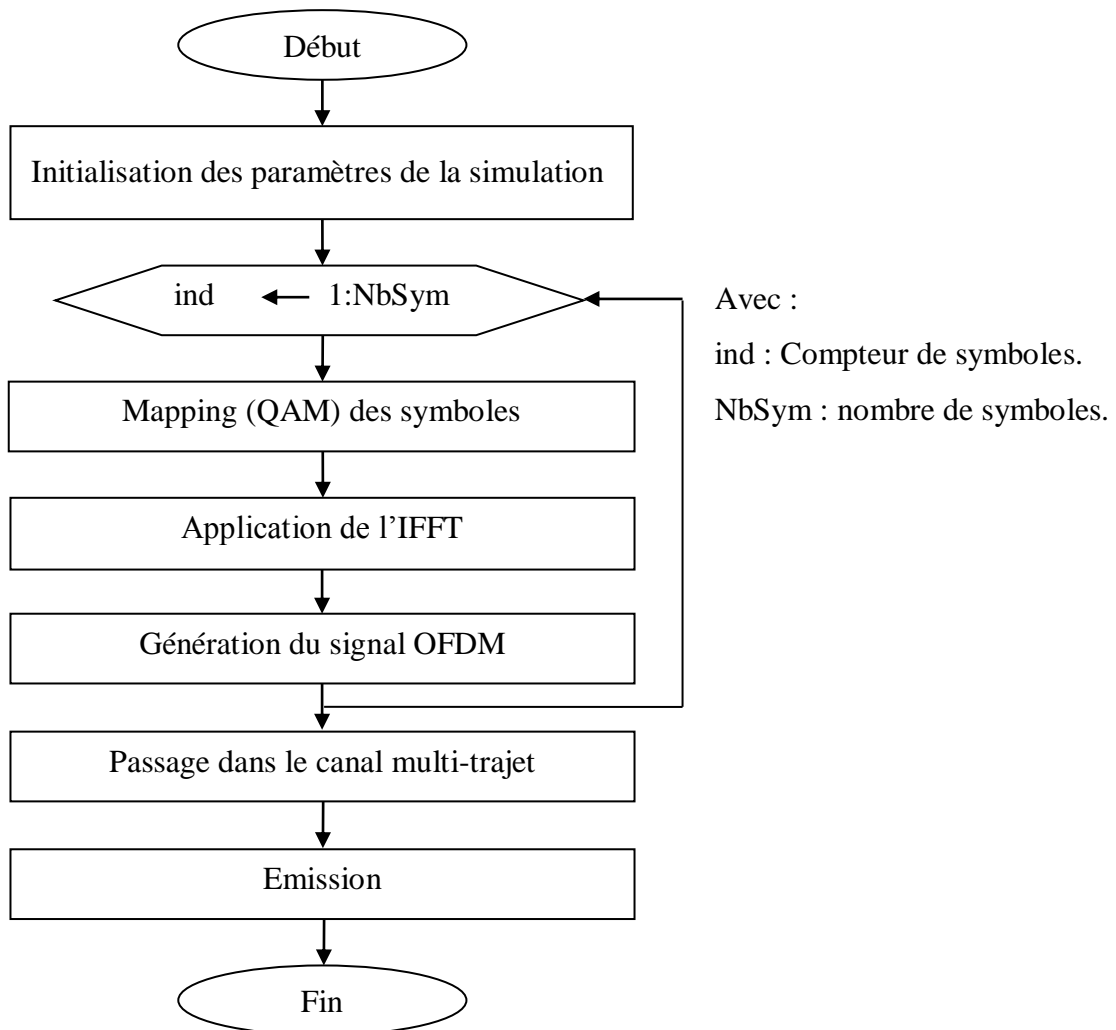 Début
Initialisation des paramètres de la simulation
ind ← 1:NbSym
Avec :
ind : Compteur de symboles.
NbSym : nombre de symboles.
Mapping (QAM) des symboles
Application de l’IFFT
Génération du signal OFDM
Passage dans le canal multi-trajet
Emission
Fin